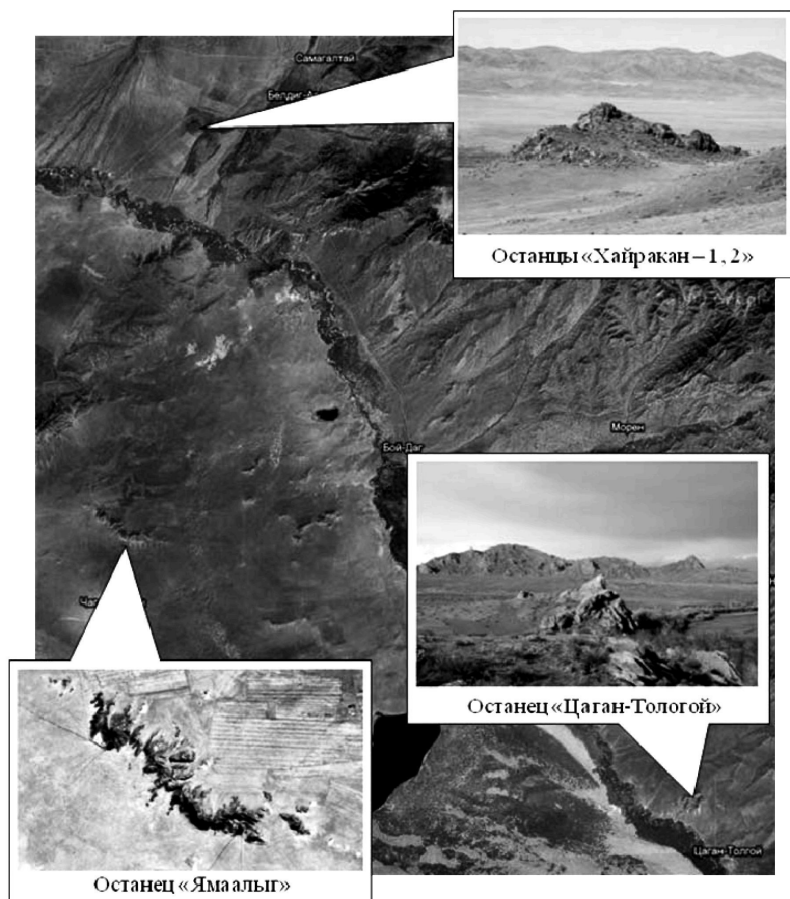 Самагалтай
Останцы «Хайракан – 1, 2»
Морен
Бой-Даг
Останец «Цаган-Тологой»
Цаган-Толгой
Останец «Ямаалыг»